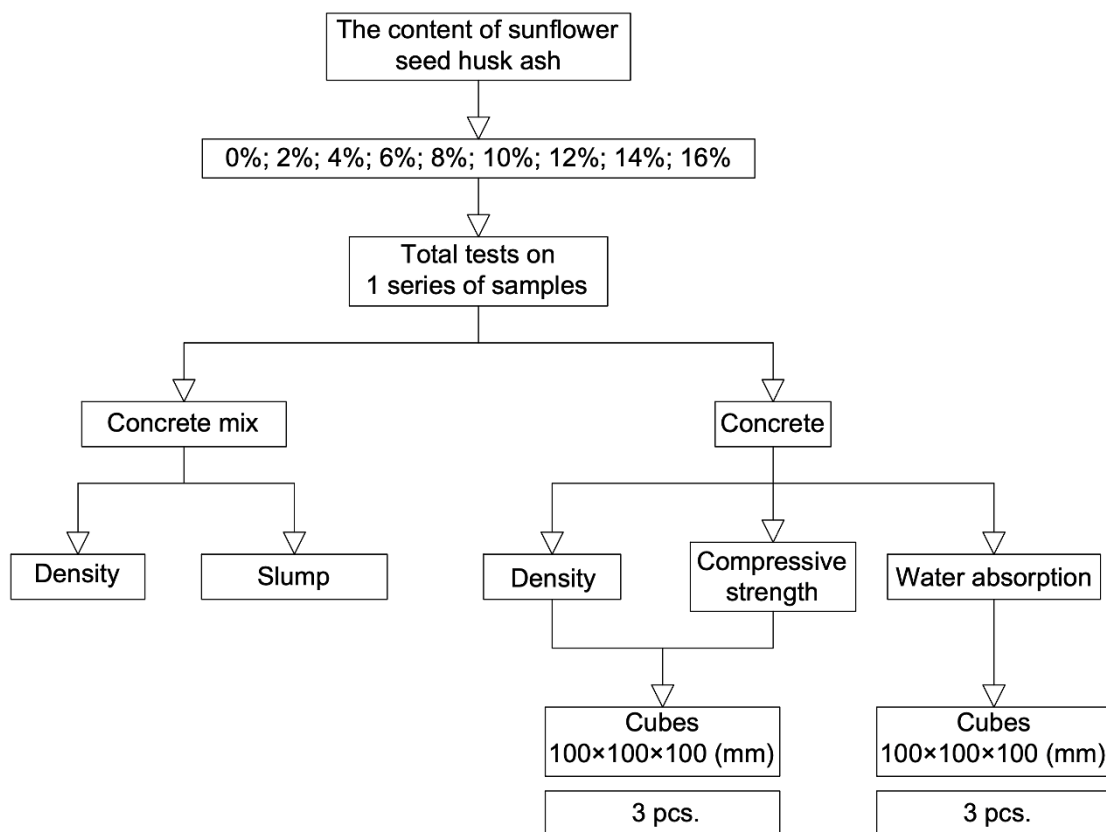 The content of sunflower
seed husk ash
0%; 2%; 4%; 6%; 8%; 10%; 12%; 14%; 16%
Total tests on
1 series of samples
Concrete mix
Concrete
Density
Slump
Density
Compressive
strength
Water absorption
Cubes
100×100×100 (mm)
3 pcs.
Cubes
100×100×100 (mm)
3 pcs.